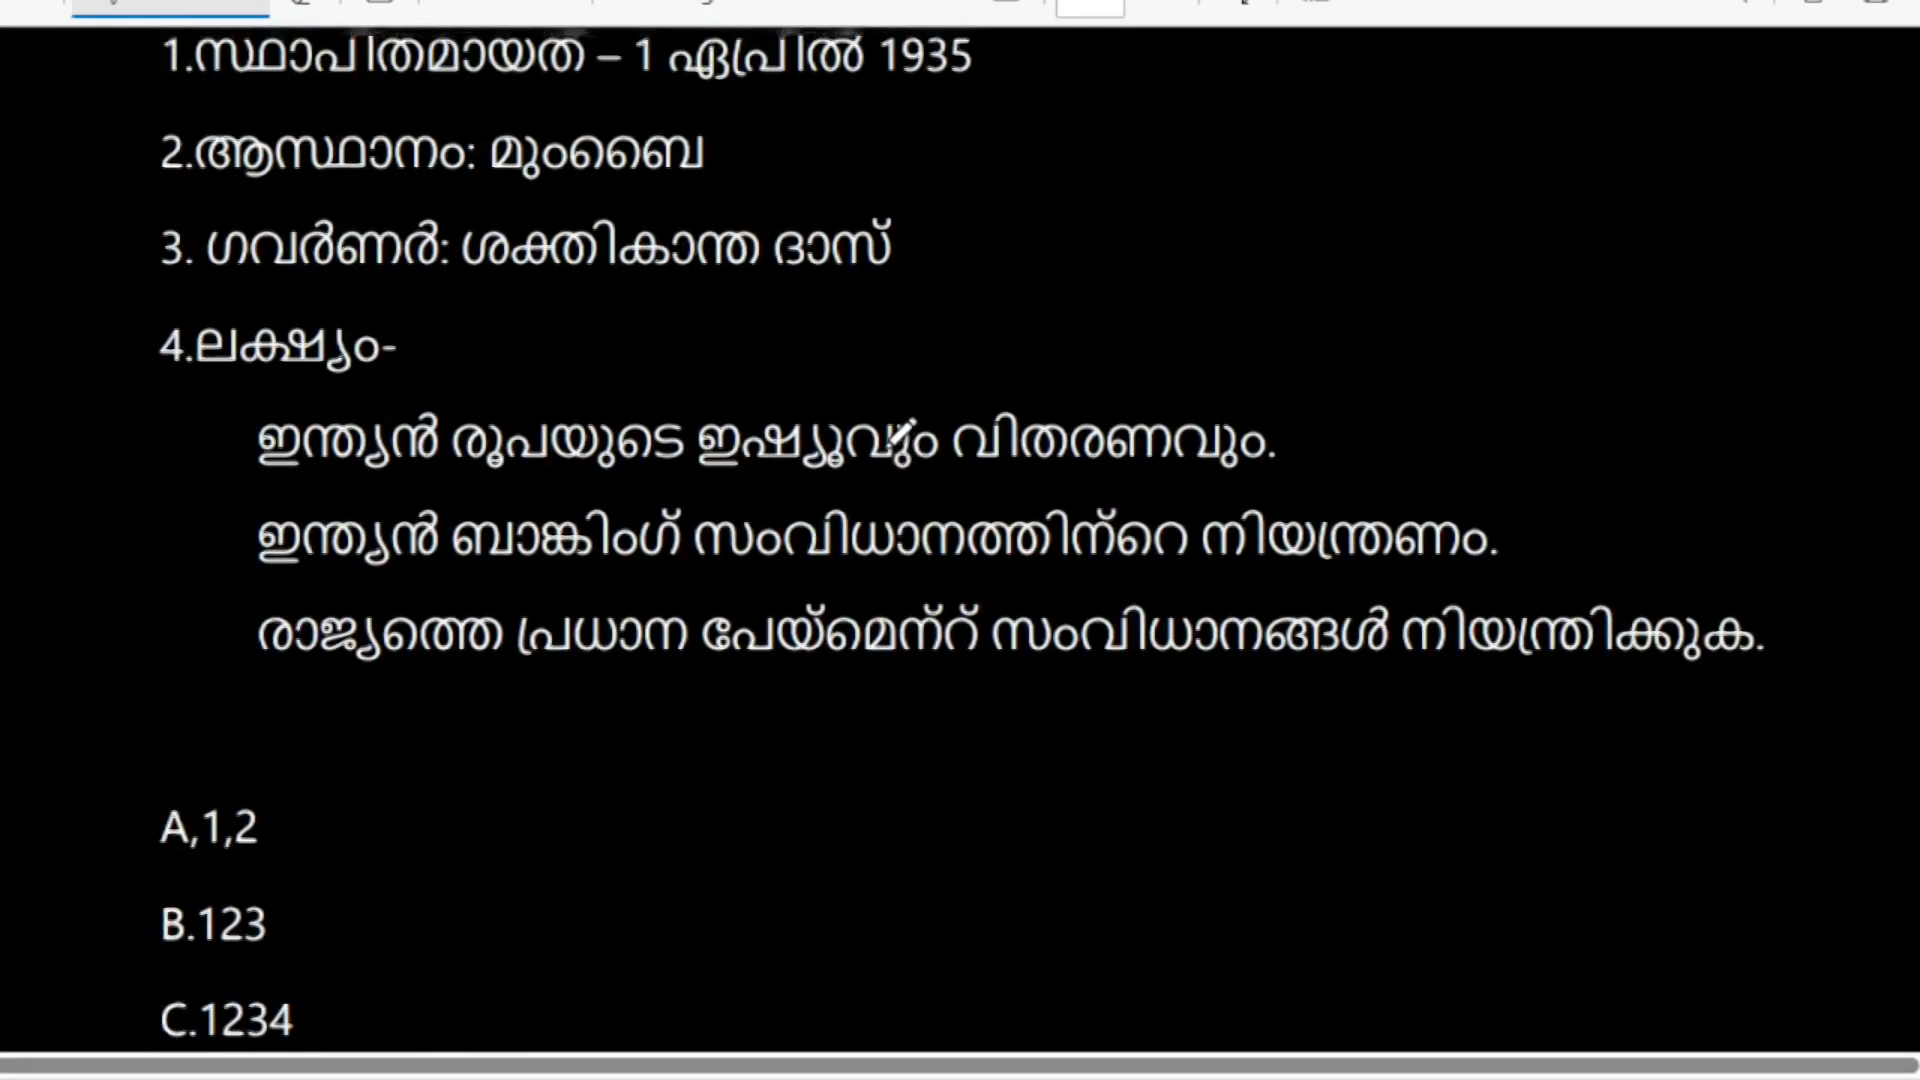 1.സ്ഥാപിതമായത – 1 ഏപ്രിൽ 1935
2.ആസ്ഥാനം: മുംബൈ
3. ഗവർണർ: ശക്തികാന്ത ദാസ്
4.ലക്ഷ്യം-
ഇന്ത്യൻ രൂപയുടെ ഇഷ്യൂവും വിതരണവും.
ഇന്ത്യൻ ബാങ്കിംഗ് സംവിധാനത്തിന്റെ നിയന്ത്രണം.
രാജ്യത്തെ പ്രധാന പേയ്മെന്റ് സംവിധാനങ്ങൾ നിയന്ത്രിക്കുക.
A,1,2
B.123
C.1234